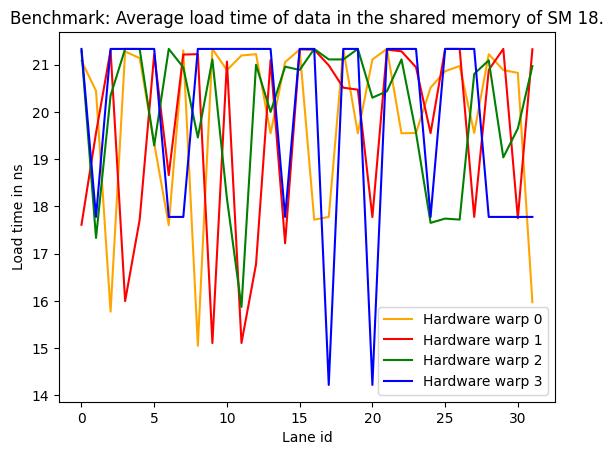 Benchmark: Average load time of data in the shared memory of SM 18.
Load time in ns
21
20
19
18
17
16
15
14
0
5
10
15
20
25
30
Lane id
Hardware warp 0
Hardware warp 1
Hardware warp 2
Hardware warp 3